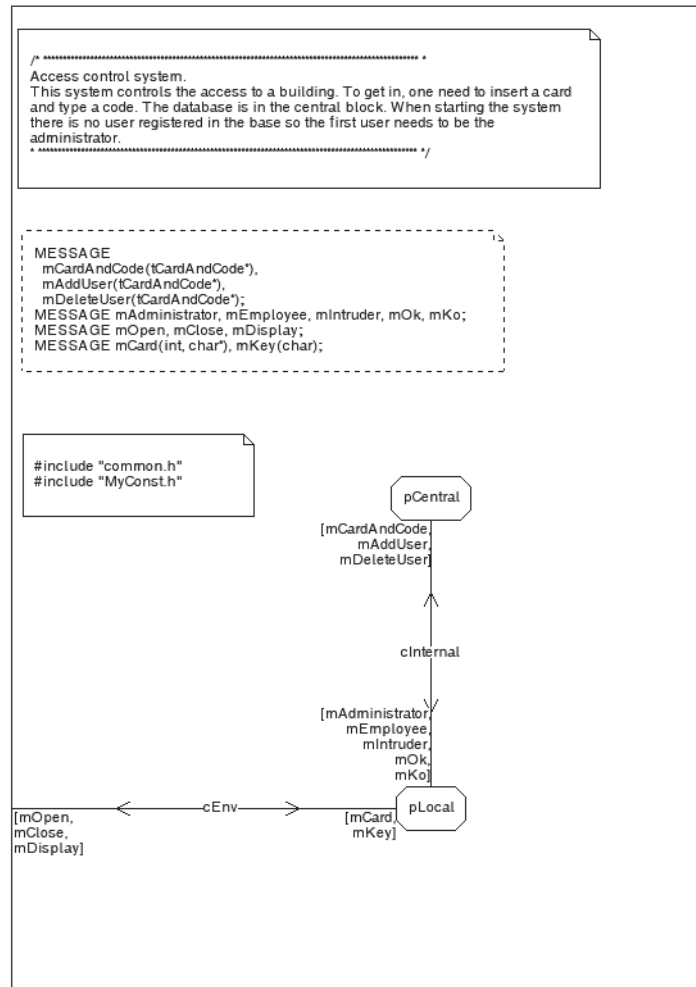 /* ********************************************************************************************* *
Access control system.
This system controls the access to a building. To get in, one need to insert a card
and type a code. The database is in the central block. When starting the system
there is no user registered in the base so the first user needs to be the
administrator.
* ********************************************************************************************* */
MESSAGE
mCardAndCode(tCardAndCode*),
mAddUser(tCardAndCode*),
mDeleteUser(tCardAndCode*);
MESSAGE mAdministrator, mEmployee, mIntruder, mOk, mKo;
MESSAGE mOpen, mClose, mDisplay;
MESSAGE mCard(int, char*), mKey(char);
#include "common.h"
#include "MyConst.h"
pCentral
[mCardAndCode,
mAddUser,
mDeleteUser]
cInternal
[mAdministrator,
mEmployee,
mIntruder,
mOk,
mKo]
cEnv
pLocal
[mOpen,
mClose,
mDisplay]
[mCard,
mKey]